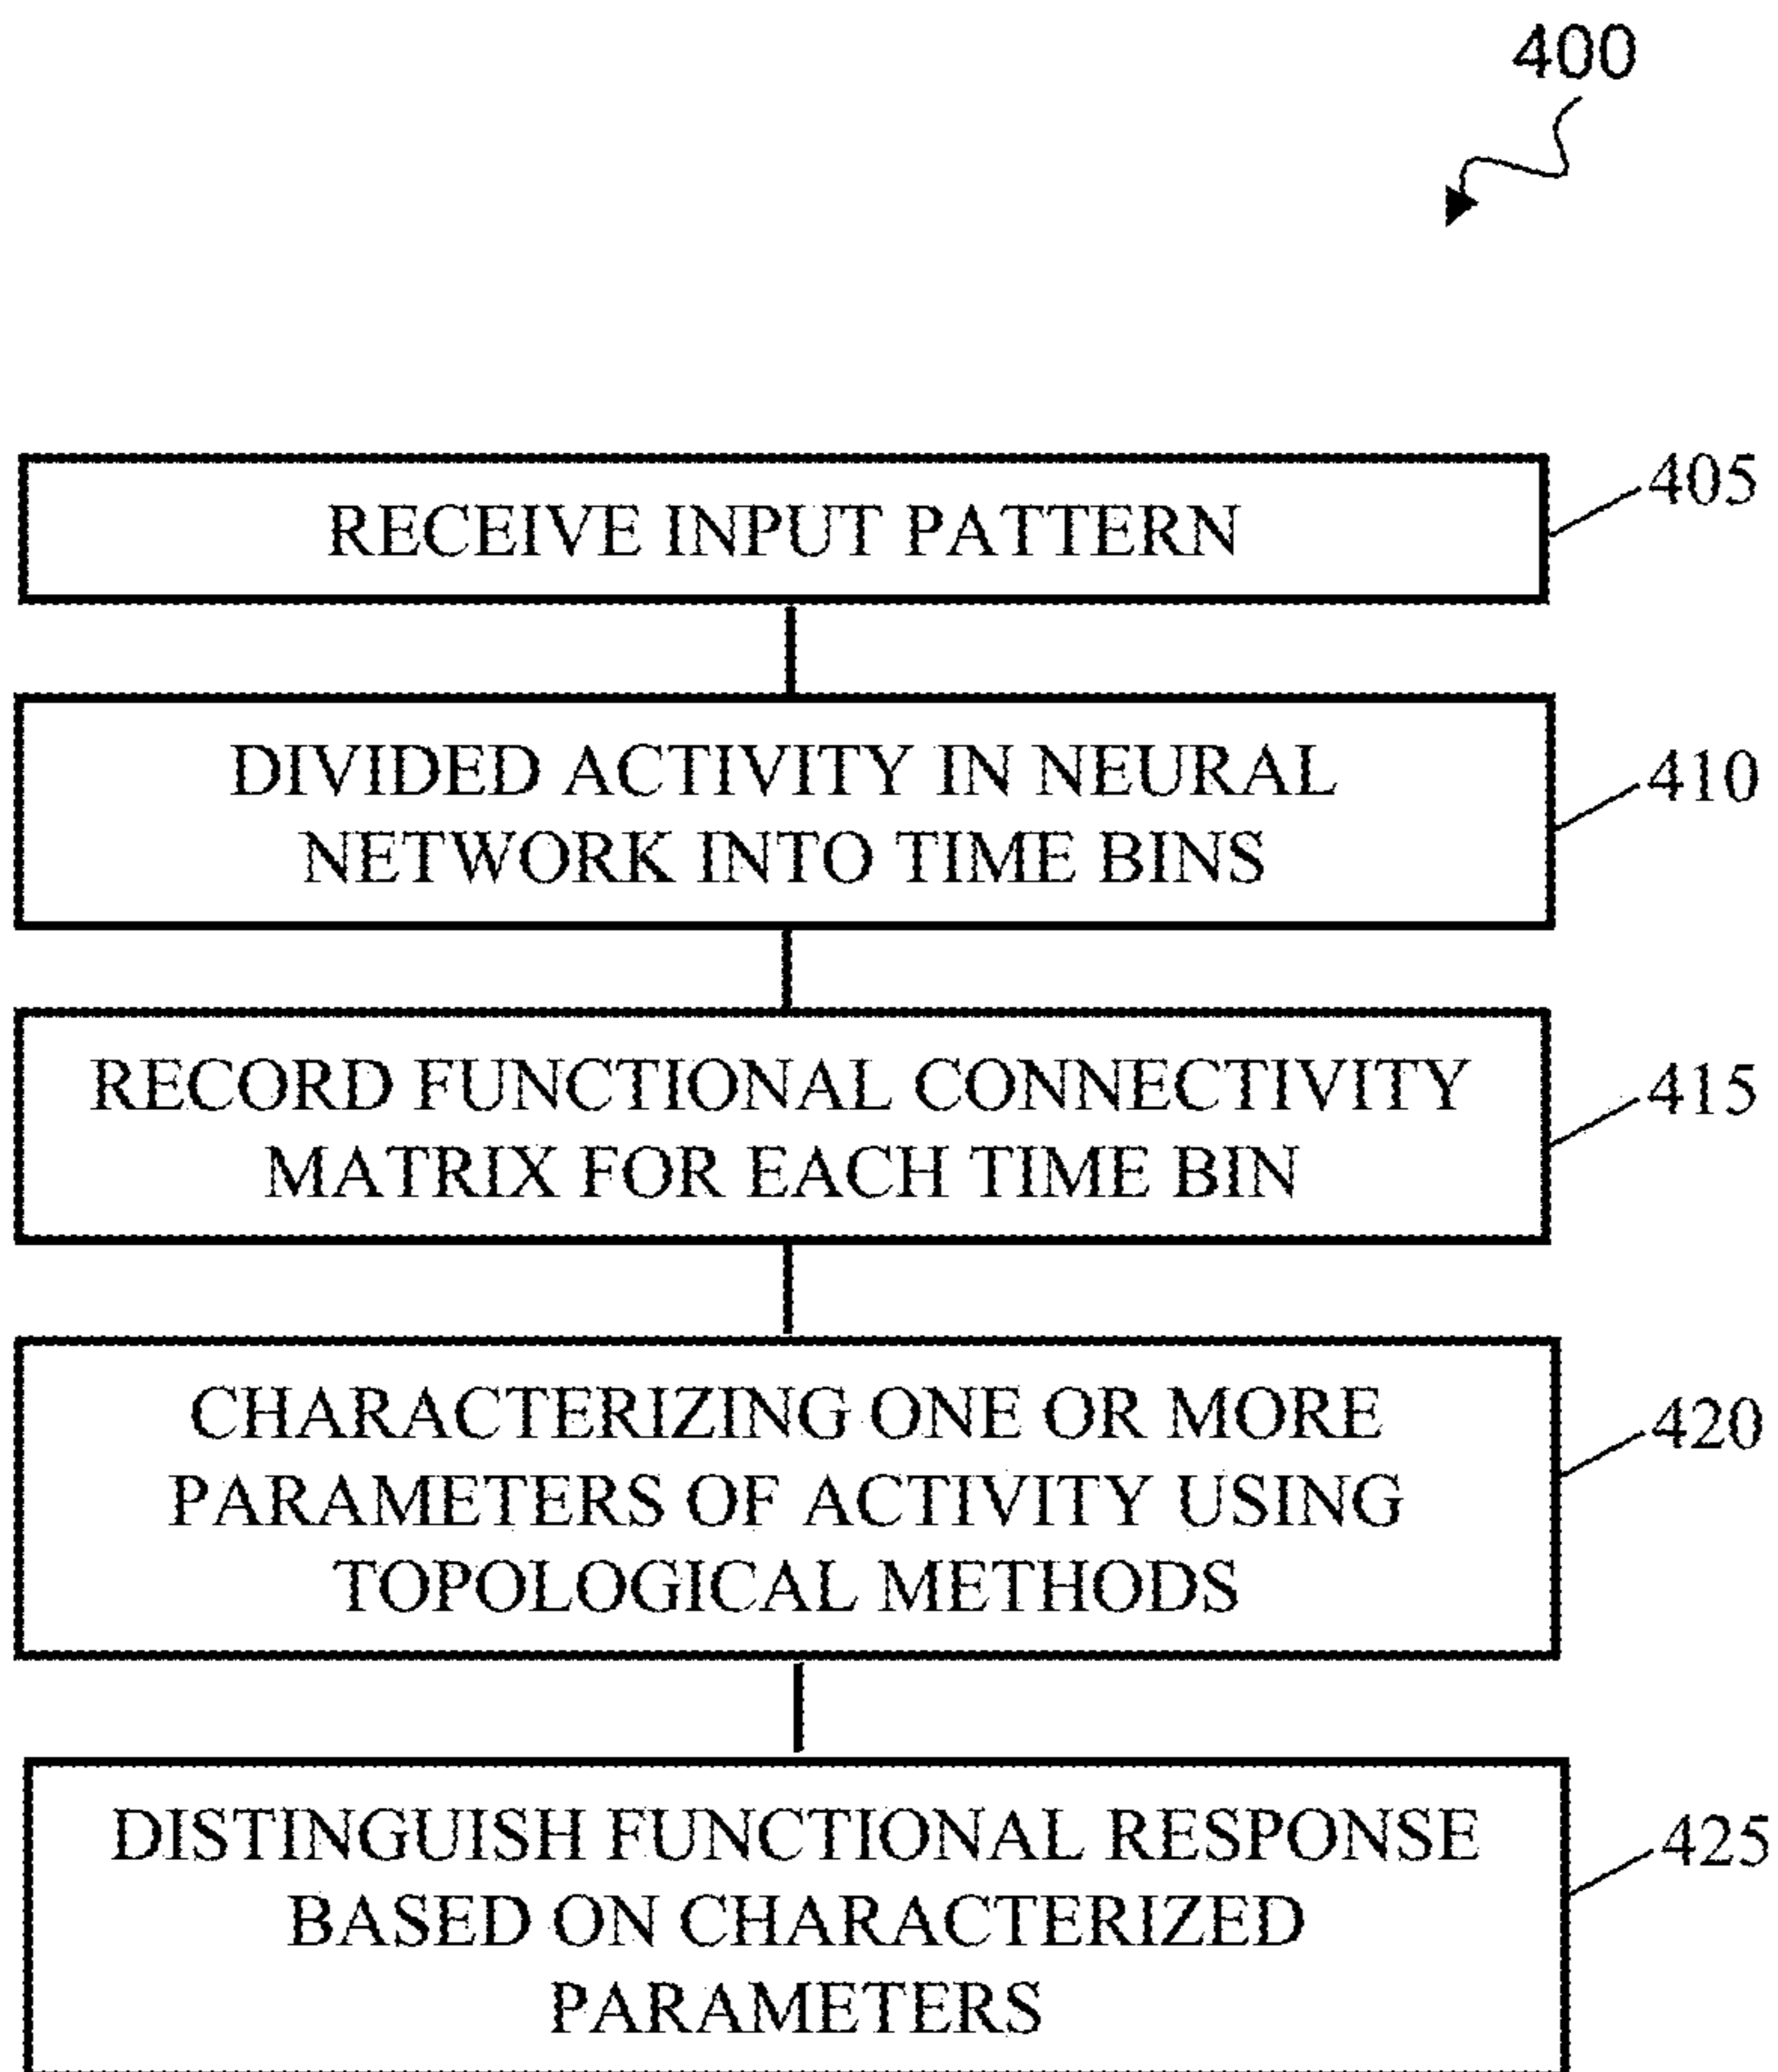 400
RECEIVE INPUT PATTERN
405
DIVIDED ACTIVITY IN NEURAL
NETWORK INTO TIME BINS
410
RECORD FUNCTIONAL CONNECTIVITY
MATRIX FOR EACH TIME BIN
415
CHARACTERIZING ONE OR MORE
PARAMETERS OF ACTIVITY USING
TOPOLOGICAL METHODS
420
DISTINGUISH FUNCTIONAL RESPONSE
BASED ON CHARACTERIZED
PARAMETERS
425